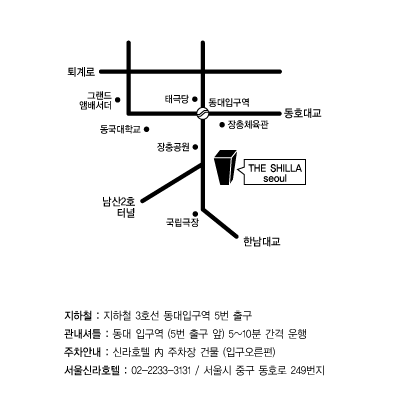 퇴계로
그랜드
앰배서더
태극당
동대입구역
동호대교
장충체육관
동국대학교
장충공원
THE SHILLA
seoul
남산2호
터널
국립극장
한남대교
지하철 : 지하철 3호선 동대입구역 5번 출구
관내셔틀 : 동대 입구역 (5번 출구 앞) 5~10분 간격 운행
주차안내 : 신라호텔 內 주차장 건물 (입구오른편)
서울신라호텔 : 02-2233-3131 / 서울시 중구 동호로 249번지